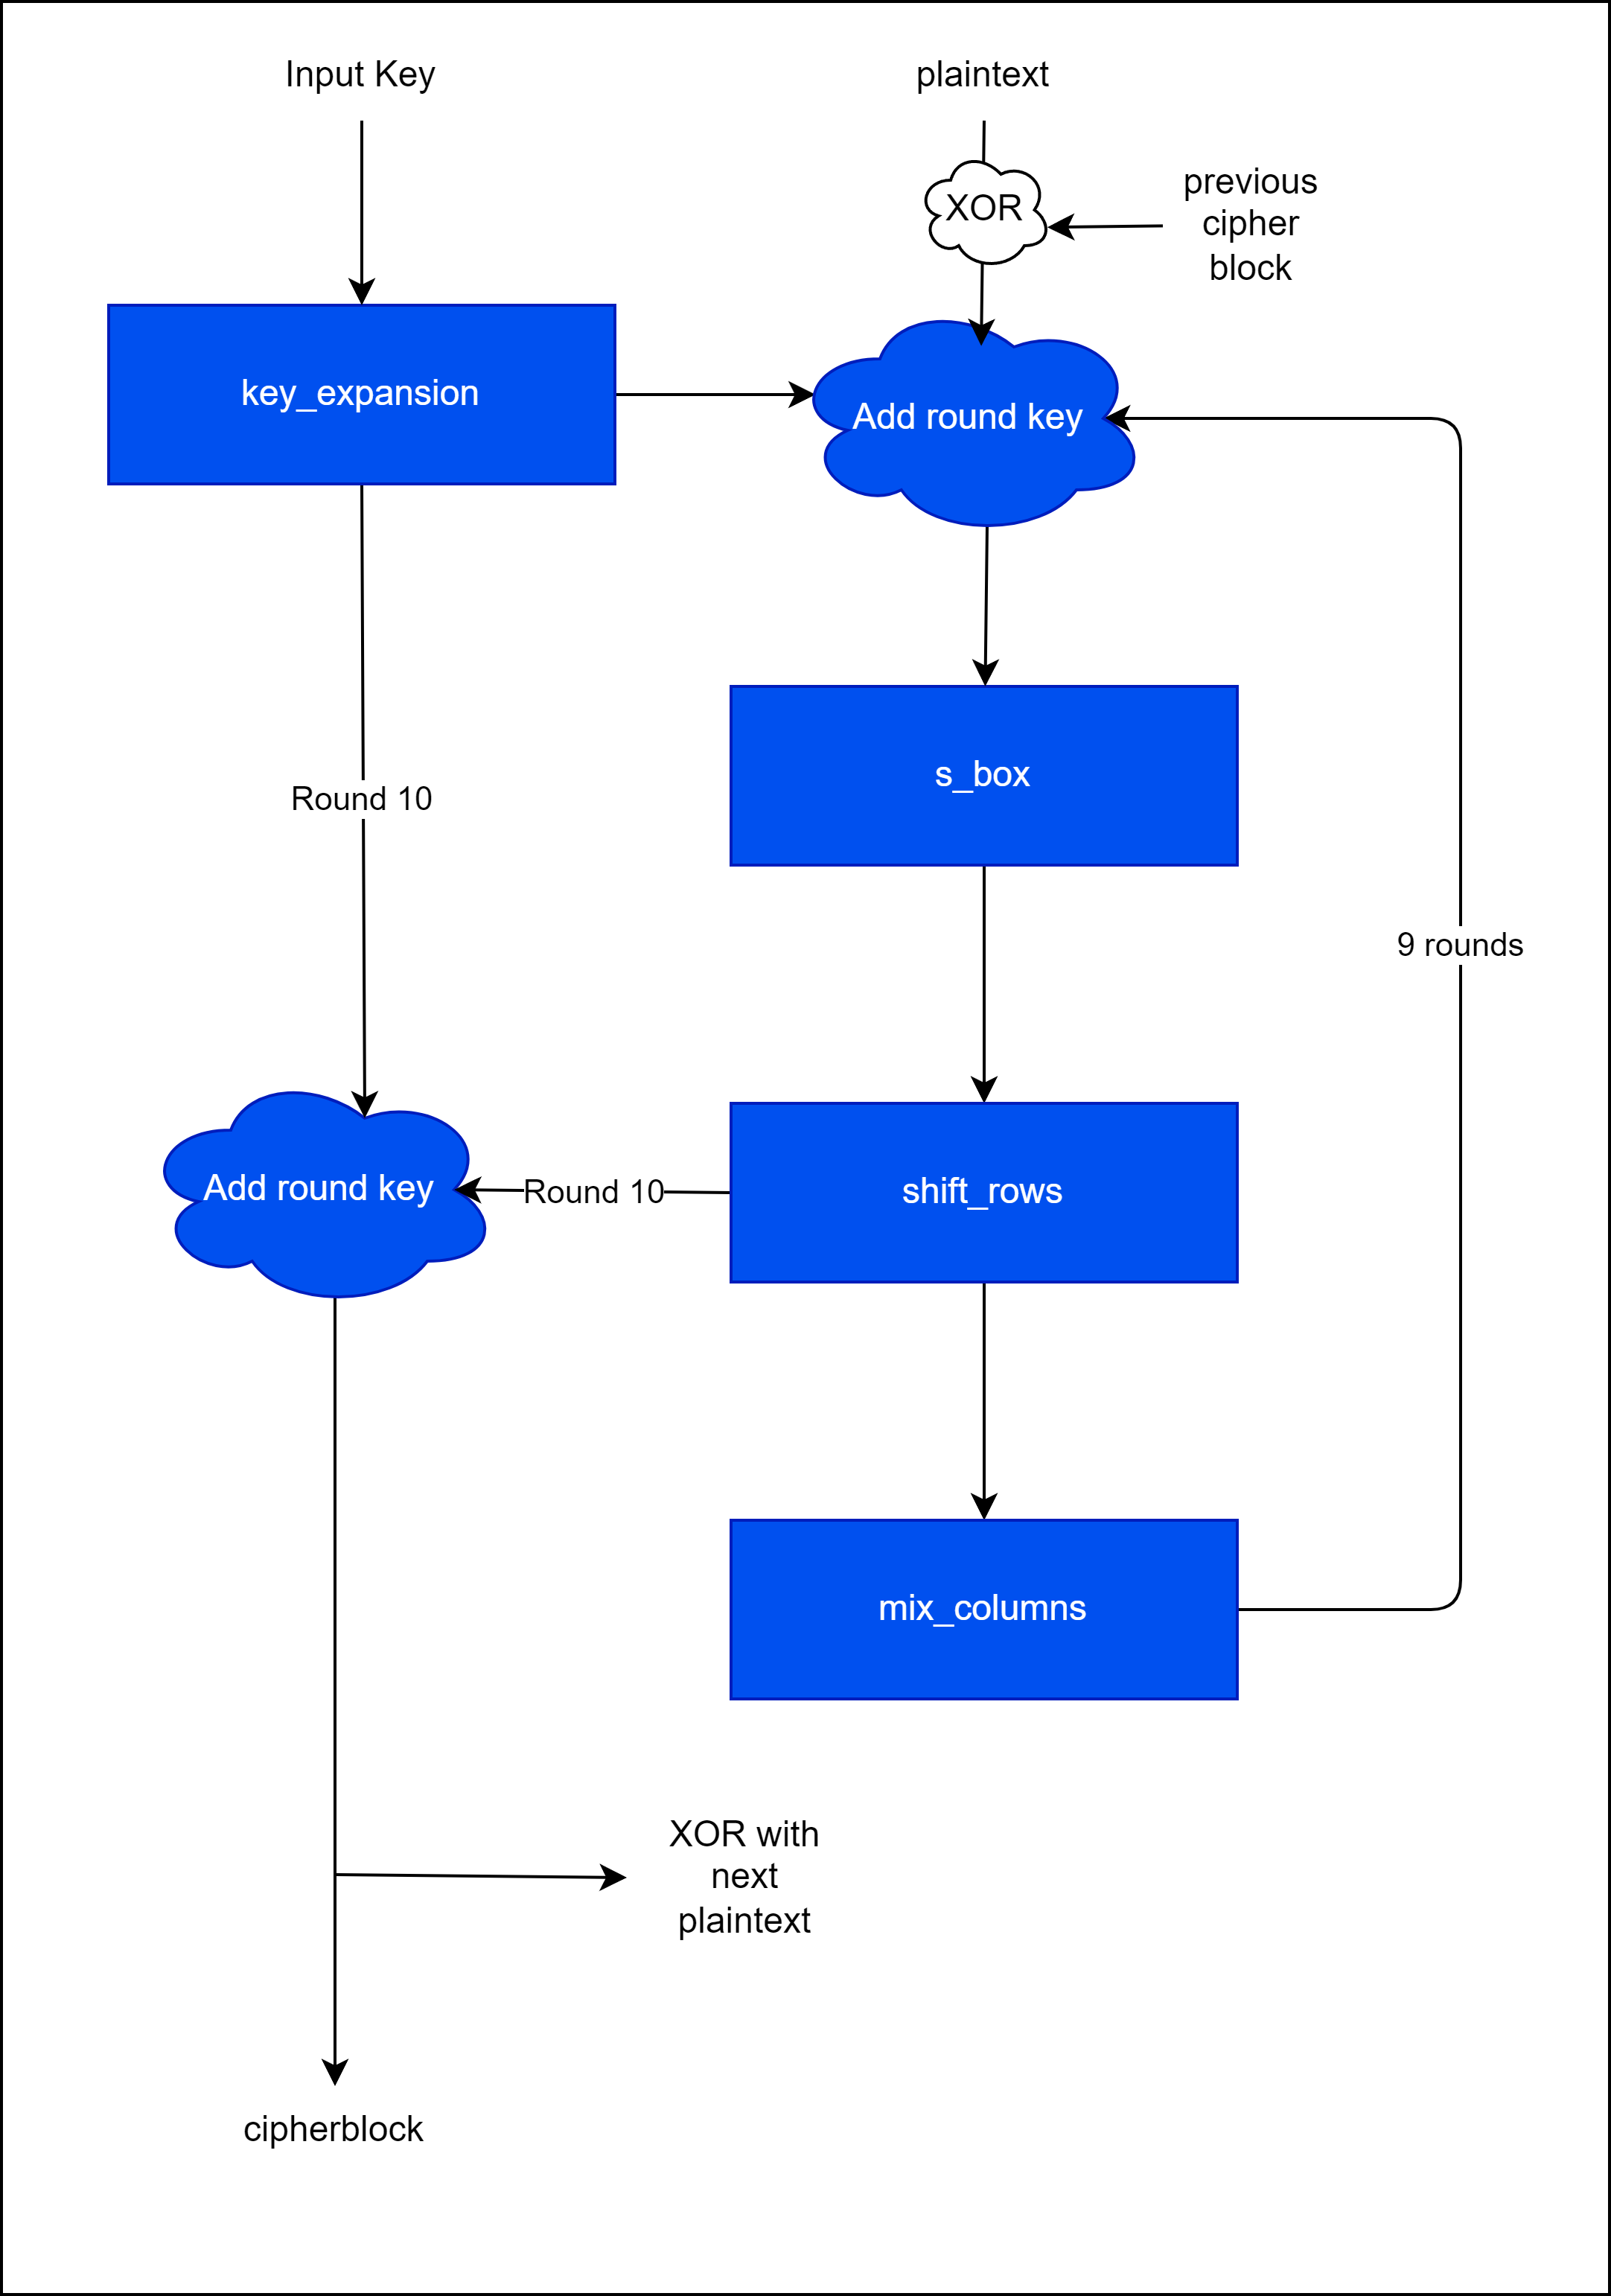 Input Key
plaintext
XOR
previous
cipher
block
key_expansion
Add round key
s_box
Round 10
9 rounds
Add round key
Round 10
shift_rows
mix_columns
XOR with
next
plaintext
cipherblock